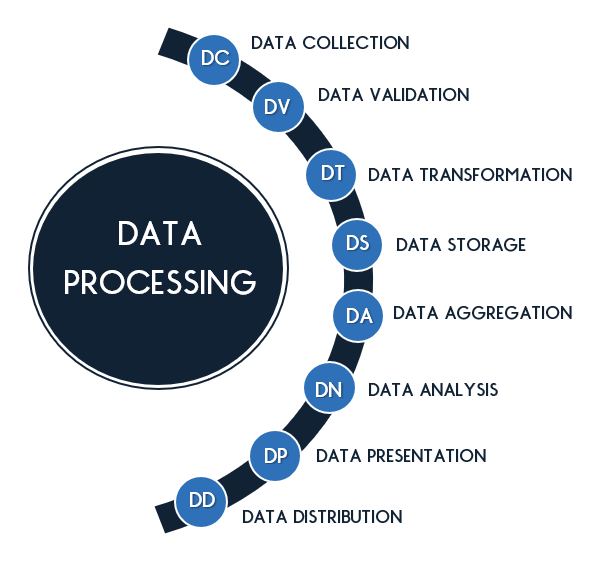 DATA
PROCESSING
DC
DATA COLLECTION
DV
DATA VALIDATION
DT
DATA TRANSFORMATION
DS
DATA STORAGE
DA
DATA AGGREGATION
DN
DATA ANALYSIS
DP
DATA PRESENTATION
DD
DATA DISTRIBUTION